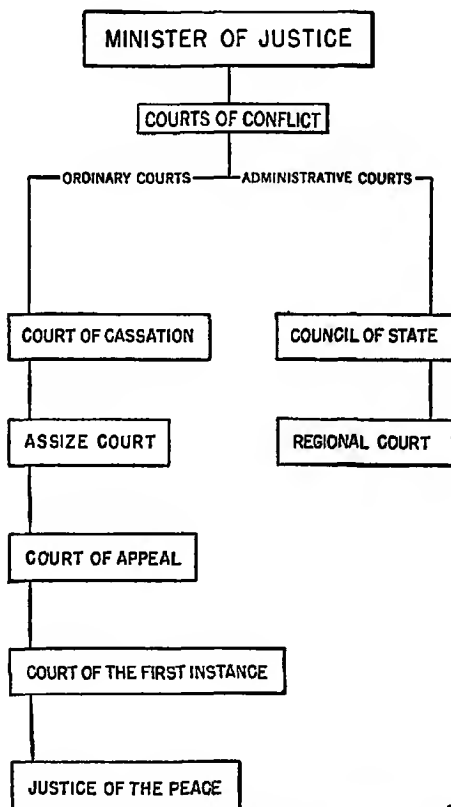 MINISTER OF JUSTICE
COURTS OF CONFLICT
ORDINARY COURTS
ADMINISTRATIVE COURTS
COURT OF CASSATION
COUNCIL OF STATE
ASSIZE COURT
REGIONAL COURT
COURT OF APPEAL
COURT OF THE FIRST INSTANCE
JUSTICE OF THE PEACE